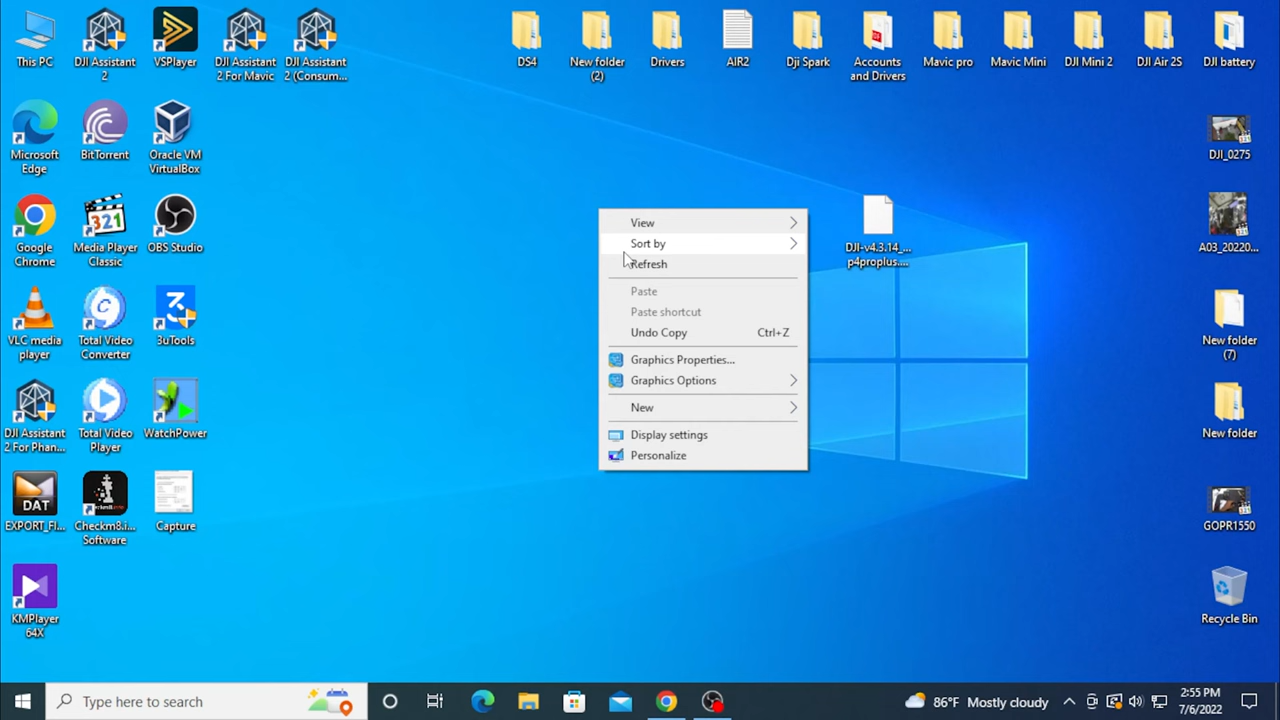 This PC
DJI Assistant
2
VSPlayer
DJI Assistant
2 For Mavic
DJI Assistant
2 (Consum...
DS4
New folder
(2)
Drivers
AIR2
Dji Spark
Accounts
and Drivers
Mavic pro
Mavic Mini
DJI Mini 2
DJI Air 2S
DJI battery
Microsoft
Edge
BitTorrent
Oracle VM
VirtualBox
DJI_0275
Google
Chrome
321
Media Player
Classic
OBS Studio
DJI-v4.3.14_...
p4proplus....
A03_20220...
VLC media
player
Total Video
Converter
3uTools
New folder
(7)
DJI Assistant
2 For Phan...
Total Video
Player
WatchPower
New folder
DAT
EXPORT_FI...
Checkm8.i...
Software
Capture
GOPR1550
KMPlayer
64X
Recycle Bin
View
Sort by
Refresh
Paste
Paste shortcut
Undo Copy Ctrl+Z
Graphics Properties...
Graphics Options
New
Display settings
Personalize
Type here to search
86°F Mostly cloudy
2:55 PM
7/6/2022